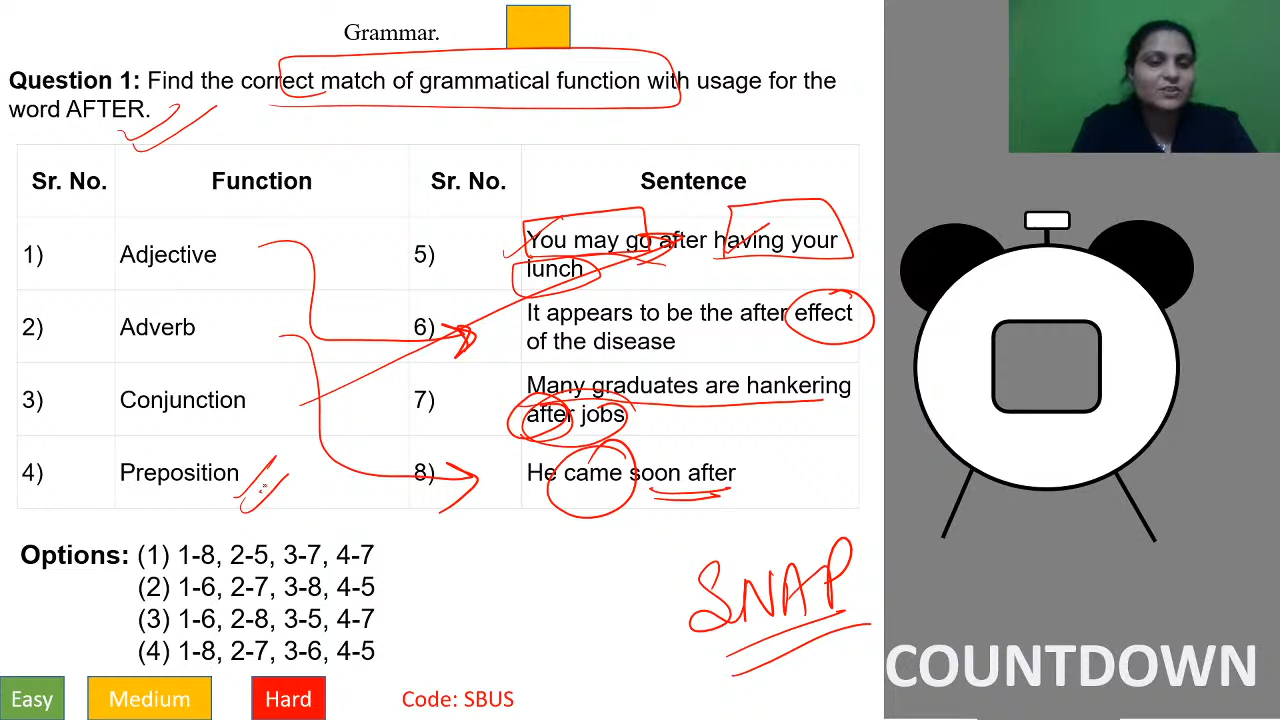 Grammar.
Question 1: Find the correct match of grammatical function with usage for the
word AFTER.
Sr. No. Function Sr. No. Sentence
1) Adjective 5) You may go after having your
lunch
2) Adverb 6) It appears to be the after effect
of the disease
3) Conjunction 7) Many graduates are hankering
after jobs
4) Preposition 8) He came soon after
Options: (1) 1-8, 2-5, 3-7, 4-7
(2) 1-6, 2-7, 3-8, 4-5
(3) 1-6, 2-8, 3-5, 4-7
(4) 1-8, 2-7, 3-6, 4-5
SNAP
COUNTDOWN
Easy Medium Hard Code: SBUS